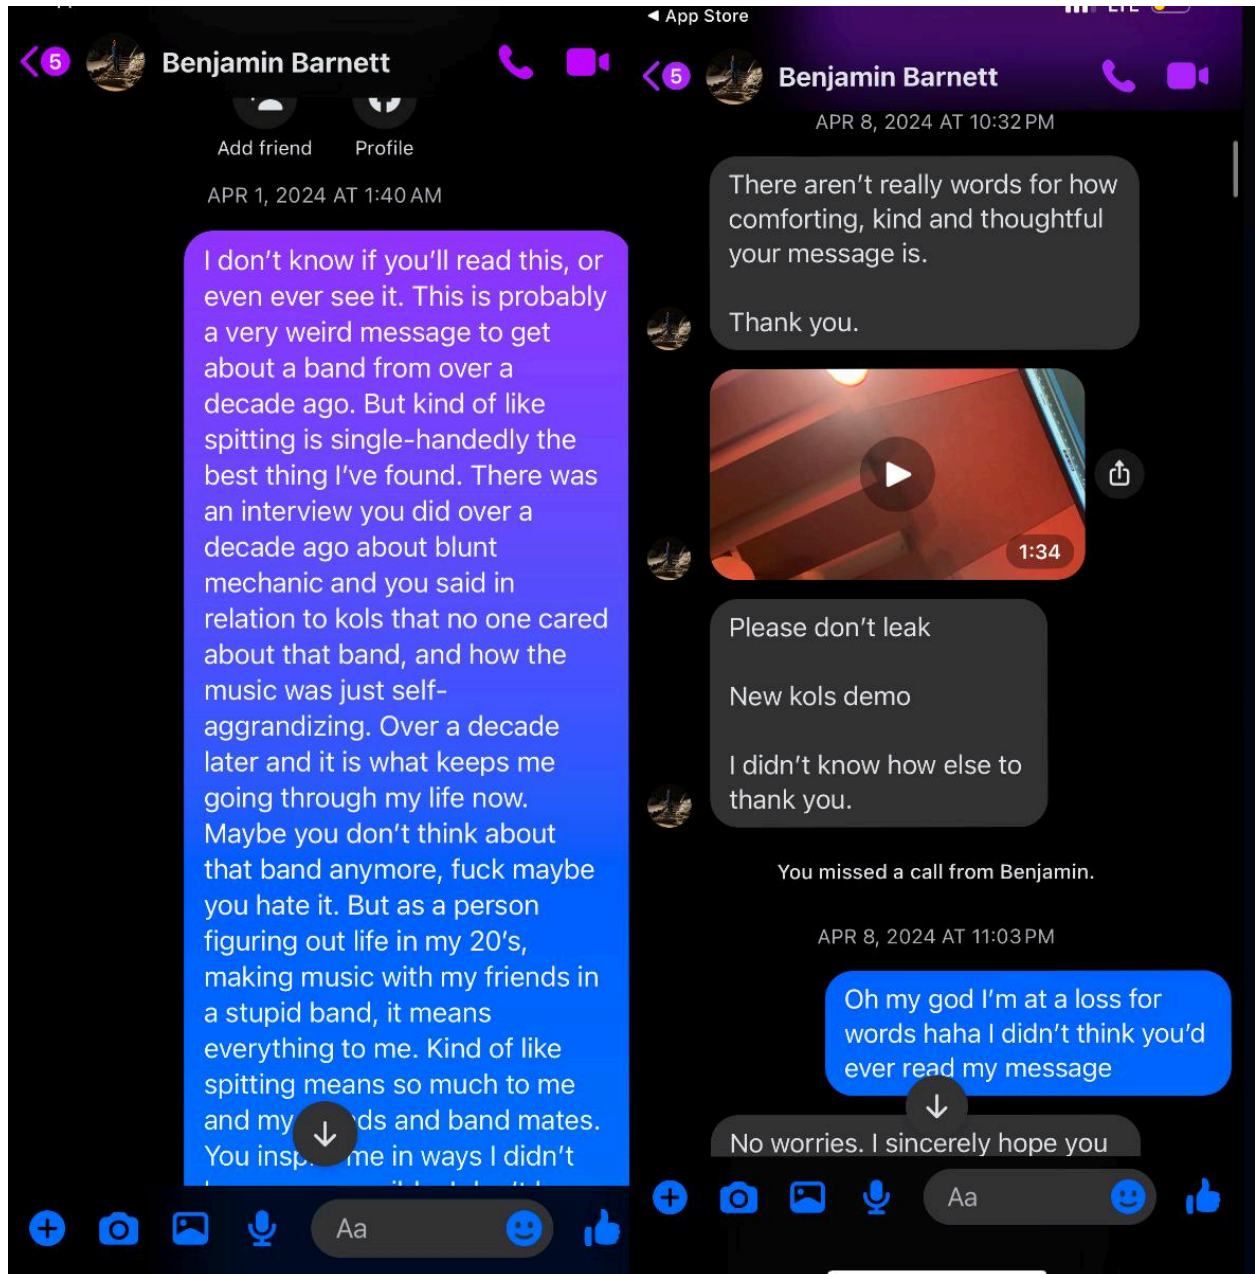 5
Benjamin Barnett
Add friend Profile
APR 1, 2024 AT 1:40 AM
I don't know if you'll read this, or
even ever see it. This is probably
a very weird message to get
about a band from over a
decade ago. But kind of like
spitting is single-handedly the
best thing I've found. There was
an interview you did over a
decade ago about blunt
mechanic and you said in
relation to kols that no one cared
about that band, and how the
music was just self-
aggrandizing. Over a decade
later and it is what keeps me
going through my life now.
Maybe you don't think about
that band anymore, fuck maybe
you hate it. But as a person
figuring out life in my 20's,
making music with my friends in
a stupid band, it means
everything to me. Kind of like
spitting means so much to me
and my ds and band mates.
You insp me in ways I didn't
Aa
App Store
LTE
5
Benjamin Barnett
APR 8, 2024 AT 10:32 PM
There aren't really words for how
comforting, kind and thoughtful
your message is.
Thank you.
1:34
Please don't leak
New kols demo
I didn't know how else to
thank you.
You missed a call from Benjamin.
APR 8, 2024 AT 11:03 PM
Oh my god I'm at a loss for
words haha I didn't think you'd
ever read my message
No worries. I sincerely hope you
Aa